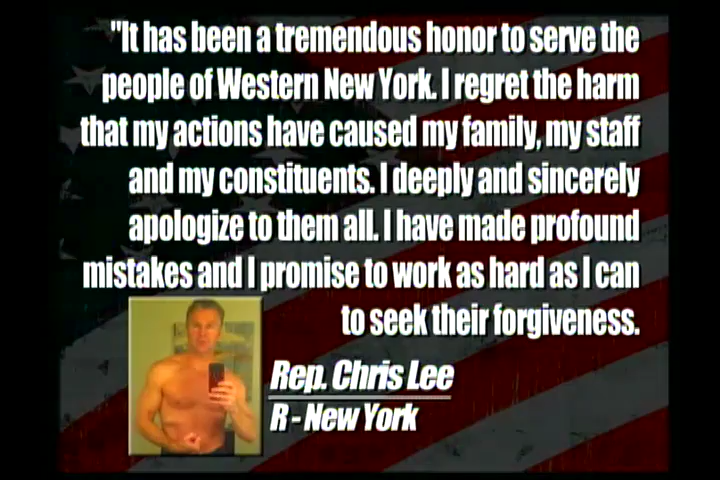 "It has been a tremendous honor to serve the
people of Western New York. I regret the harm
that my actions have caused my family, my staff
and my constituents. I deeply and sincerely
apologize to them all. I have made profound
mistakes and I promise to work as hard as I can
to seek their forgiveness.
Rep. Chris Lee
R - New York